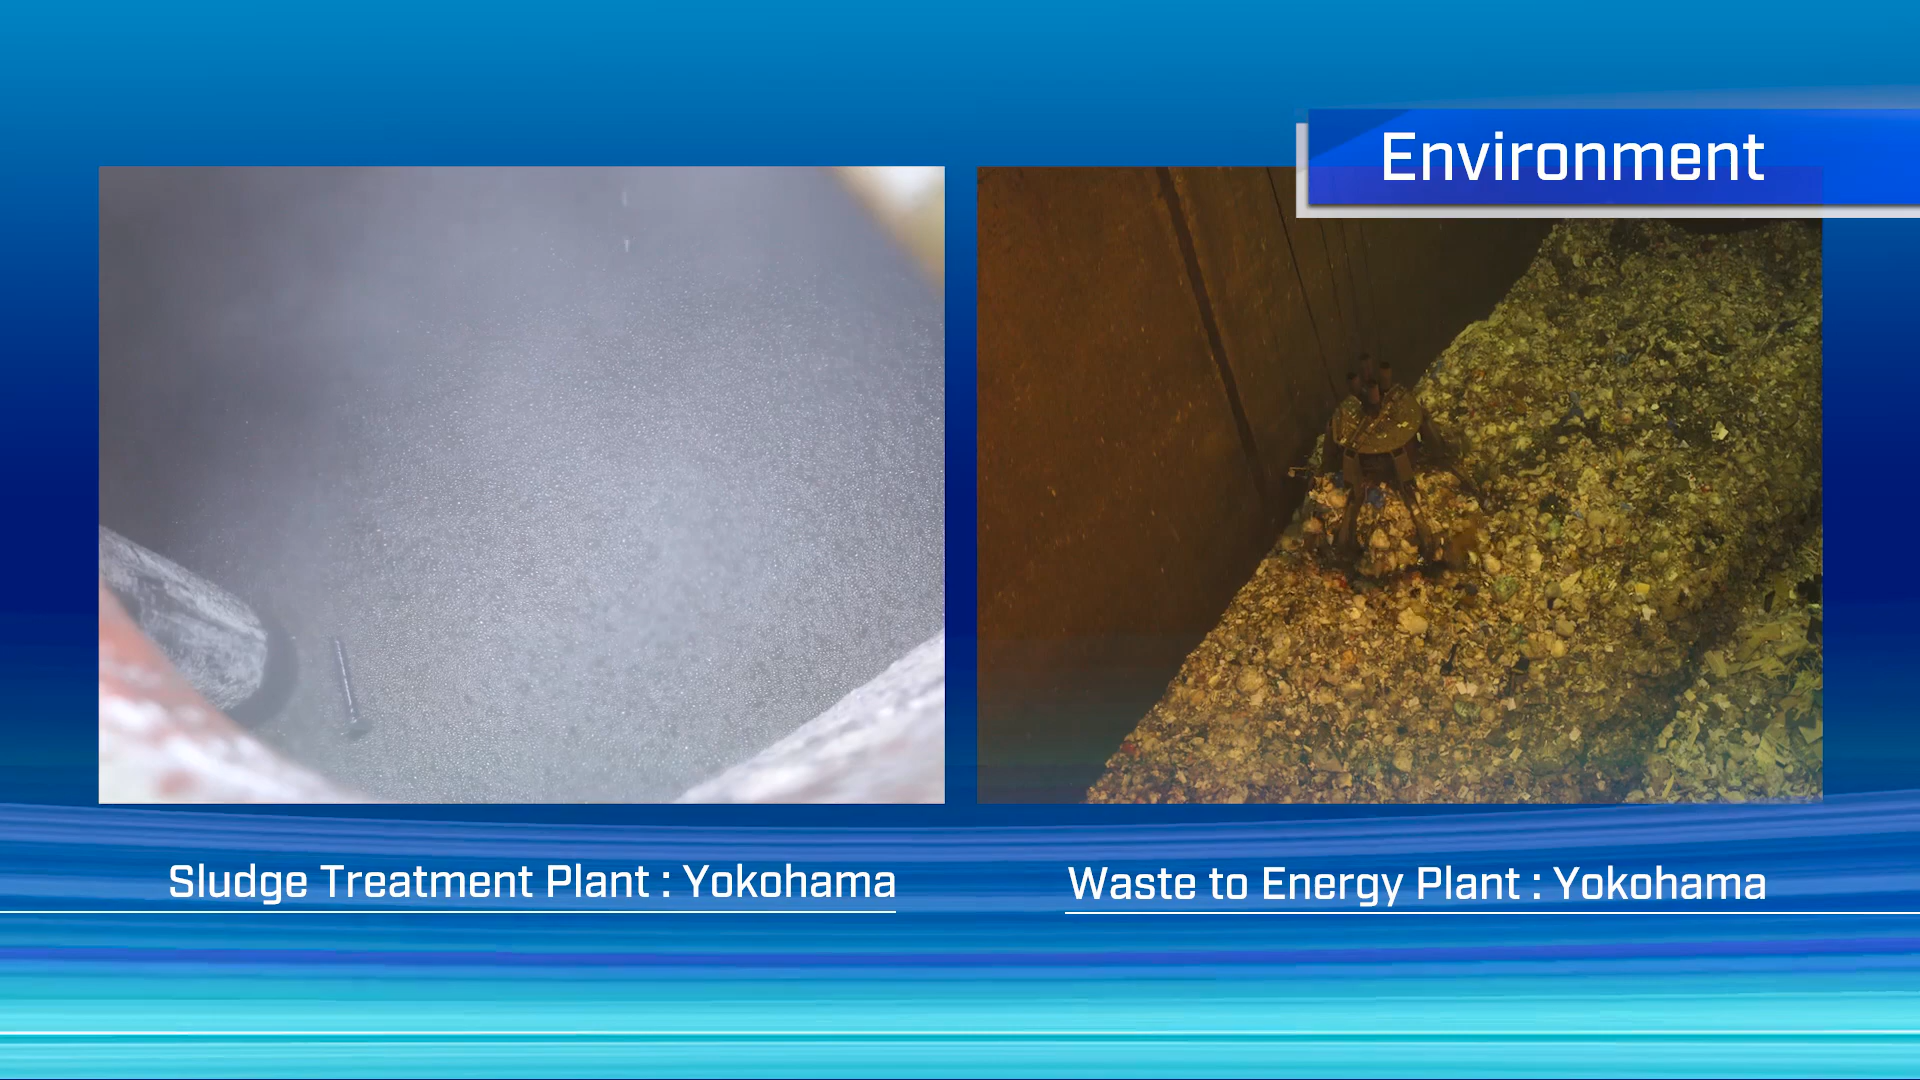 Environment
Sludge Treatment Plant : Yokohama
Waste to Energy Plant : Yokohama